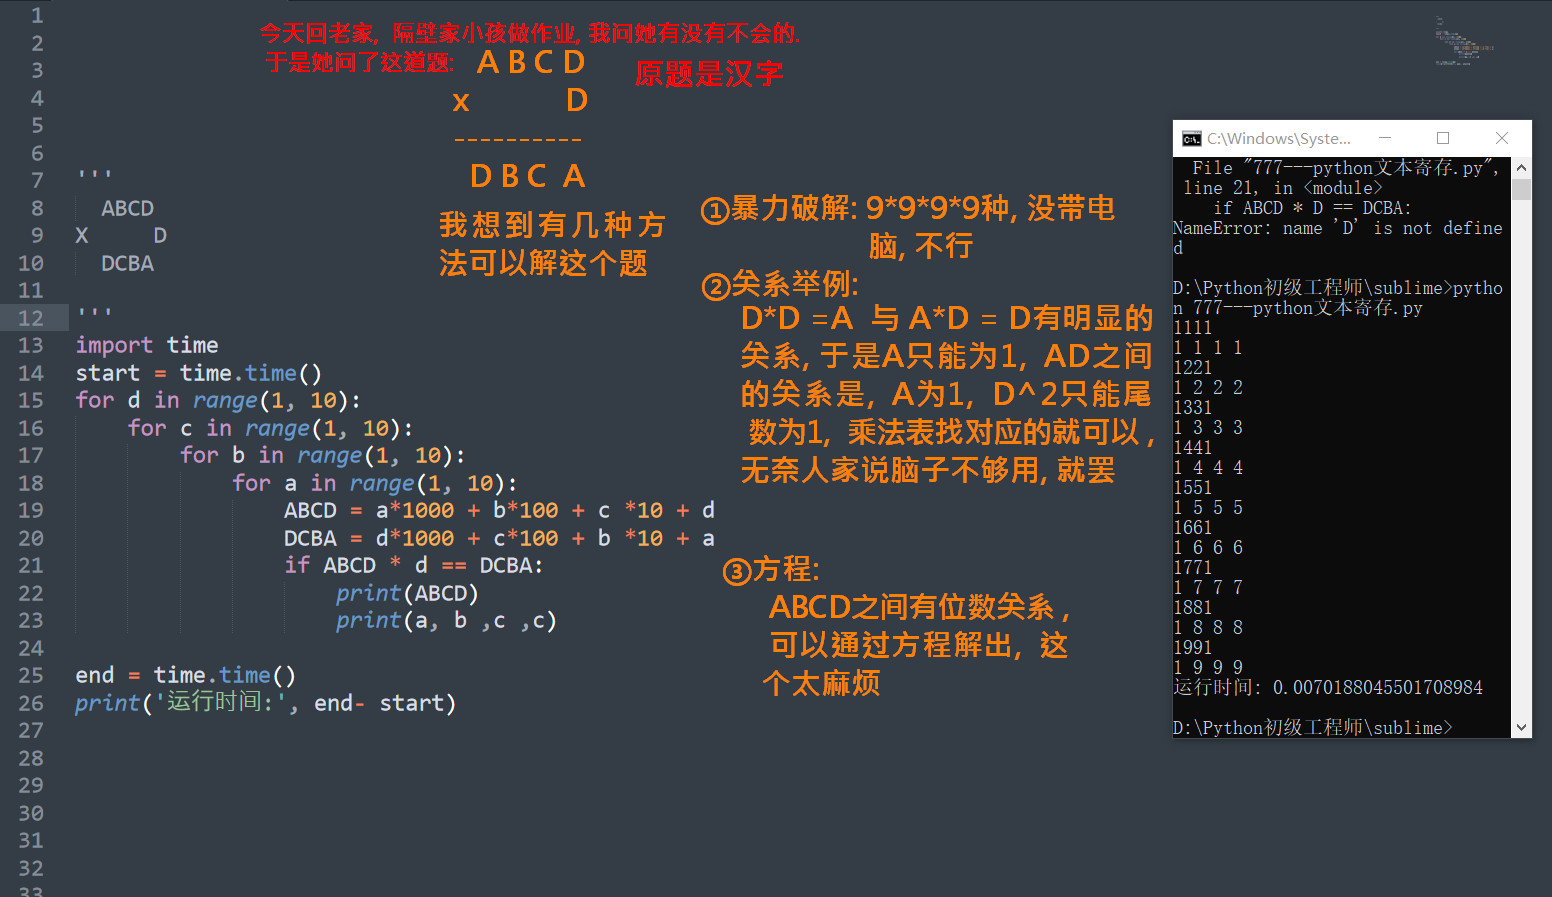 今天回老家, 隔壁家小孩做作业, 我问她有没有不会的.
于是她问了这道题:
A B C D
x D
----------
D B C A
原题是汉字
我想到有几种方
法可以解这个题
①暴力破解: 9*9*9*9种, 没带电
脑, 不行
②关系举例:
D*D =A 与 A*D = D有明显的
关系, 于是A只能为1, AD之间
的关系是, A为1, D^2只能尾
数为1, 乘法表找对应的就可以 ,
无奈人家说脑子不够用, 就罢
③方程:
ABCD之间有位数关系 ,
可以通过方程解出, 这
个太麻烦
1
2
3
4
5
6
7 '''
8 ABCD
9 X D
10 DCBA
11
12 '''
13 import time
14 start = time.time()
15 for d in range(1, 10):
16 for c in range(1, 10):
17 for b in range(1, 10):
18 for a in range(1, 10):
19 ABCD = a*1000 + b*100 + c *10 + d
20 DCBA = d*1000 + c*100 + b *10 + a
21 if ABCD * d == DCBA:
22 print(ABCD)
23 print(a, b ,c ,c)
24
25 end = time.time()
26 print('运行时间:', end- start)
27
28
29
30
31
32
33
C:\Windows\Syste...
File "777---python文本寄存.py",
line 21, in <module>
if ABCD * D == DCBA:
NameError: name 'D' is not define
d
D:\Python初级工程师\sublime>pytho
n 777---python文本寄存.py
1111
1 1 1 1
1221
1 2 2 2
1331
1 3 3 3
1441
1 4 4 4
1551
1 5 5 5
1661
1 6 6 6
1771
1 7 7 7
1881
1 8 8 8
1991
1 9 9 9
运行时间: 0.0070188045501708984
D:\Python初级工程师\sublime>